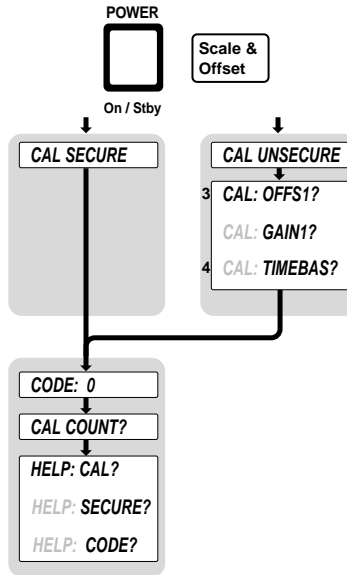 POWER
Scale &
Offset
On / Stby
CAL SECURE
CAL UNSECURE
3 CAL: OFFS1?
CAL: GAIN1?
4 CAL: TIMEBAS?
CODE: 0
CAL COUNT?
HELP: CAL?
HELP: SECURE?
HELP: CODE?